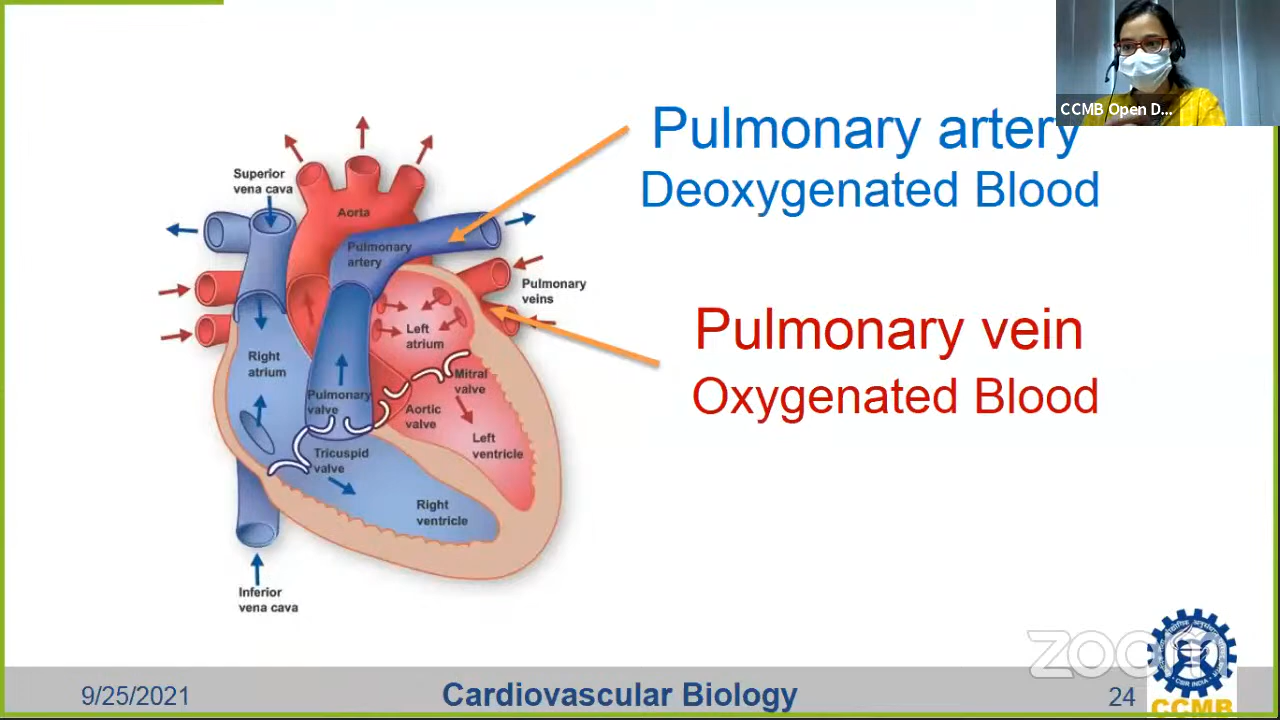 CCMB Open D...
Pulmonary artery
Deoxygenated Blood
Pulmonary vein
Oxygenated Blood
Superior
vena cava
Aorta
Pulmonary
artery
Pulmonary
veins
Left
atrium
Right
atrium
Mitral
valve
Pulmonary
valve
Aortic
valve
Left
ventricle
Tricuspid
valve
Right
ventricle
Inferior
vena cava
zoom
CSIR INDIA
CCMB
9/25/2021
Cardiovascular Biology
24